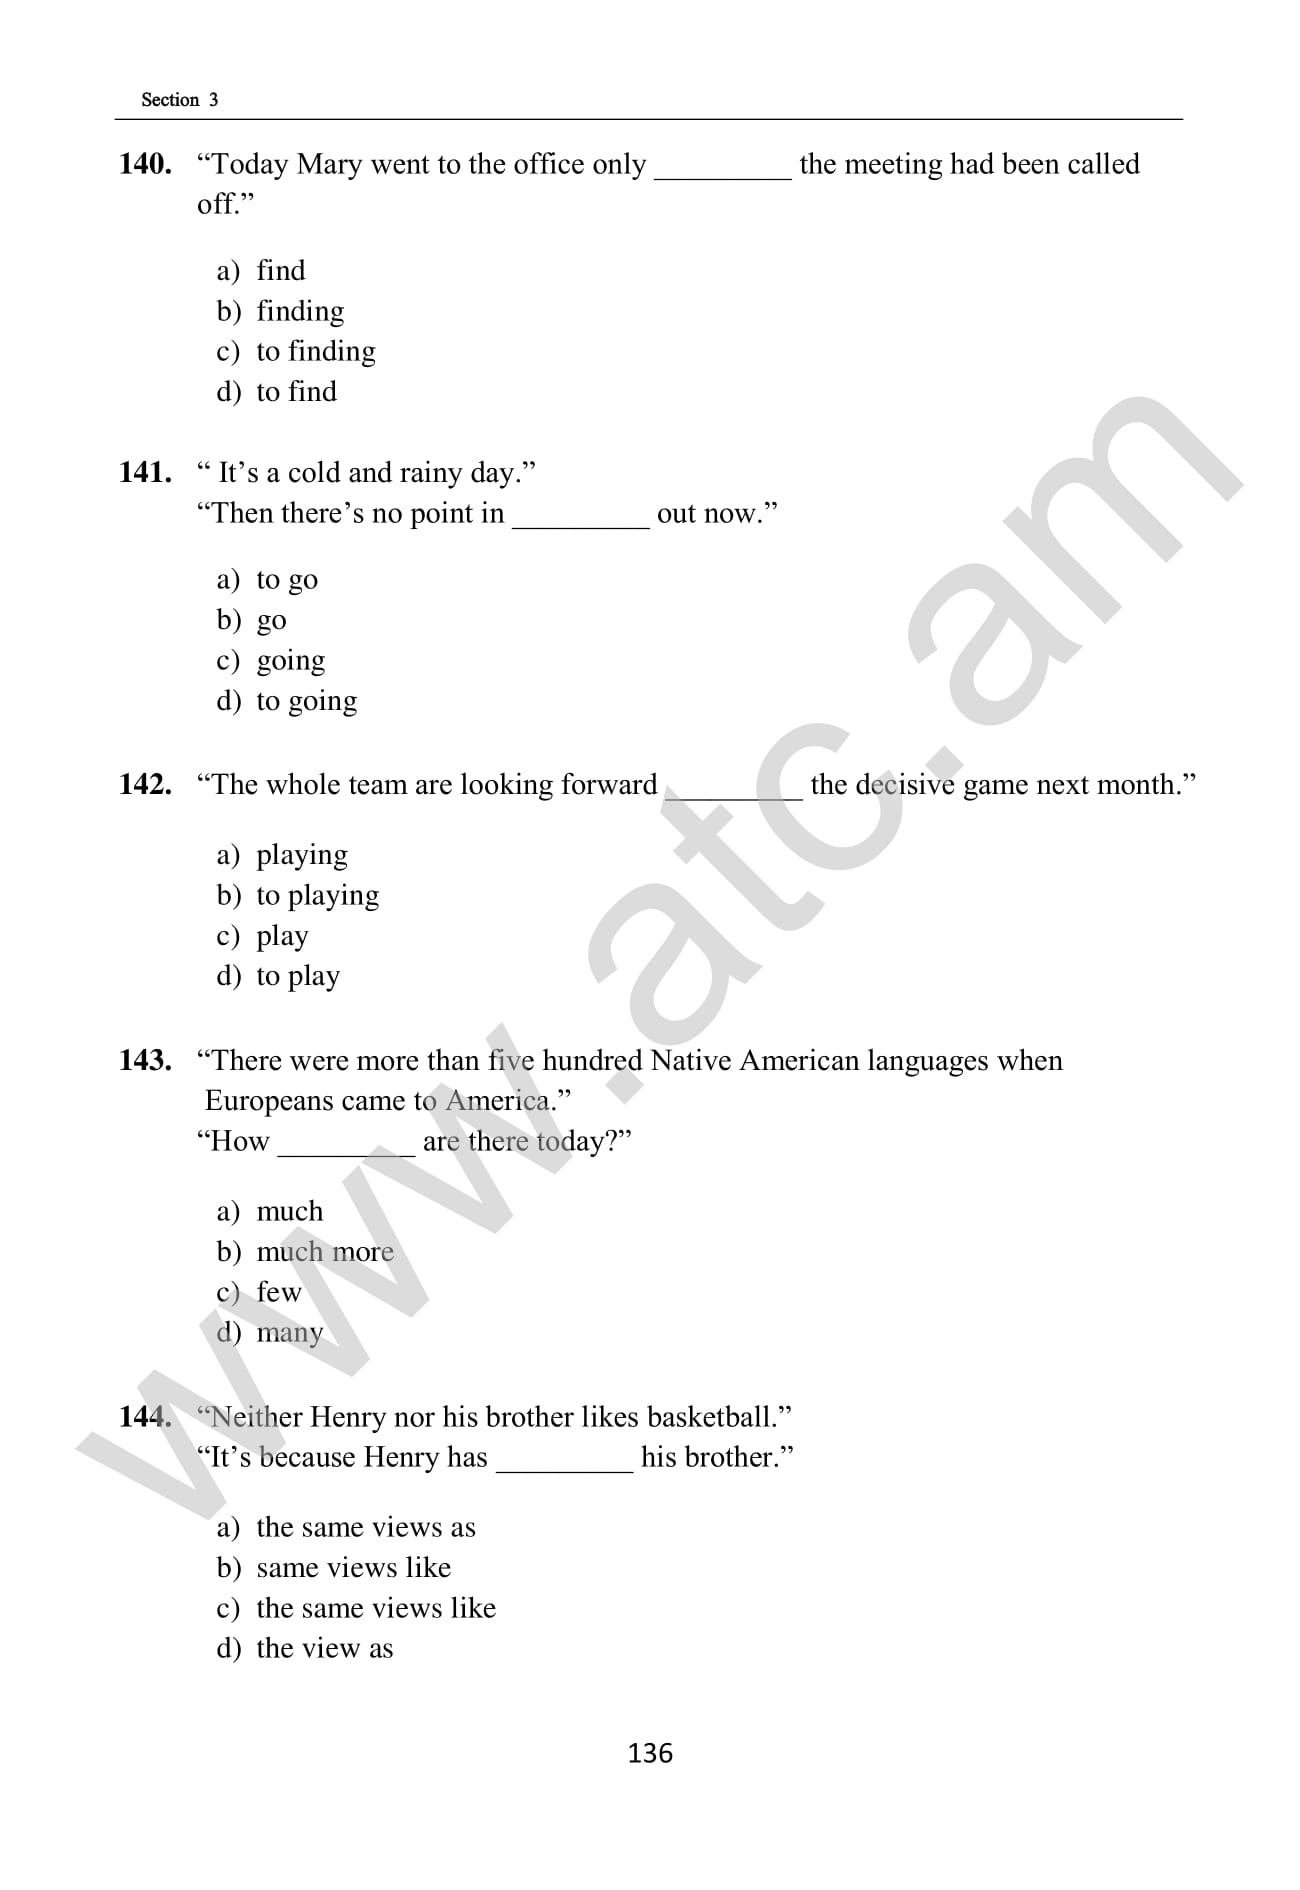 Section 3
140. “Today Mary went to the office only _________ the meeting had been called
off.”
a) find
b) finding
c) to finding
d) to find
141. “ It’s a cold and rainy day.”
“Then there’s no point in _________ out now.”
a) to go
b) go
c) going
d) to going
142. “The whole team are looking forward _________ the decisive game next month.”
a) playing
b) to playing
c) play
d) to play
143. “There were more than five hundred Native American languages when
Europeans came to America.”
“How _________ are there today?”
a) much
b) much more
c) few
d) many
144. “Neither Henry nor his brother likes basketball.”
“It’s because Henry has _________ his brother.”
a) the same views as
b) same views like
c) the same views like
d) the view as
136
www.atc.am